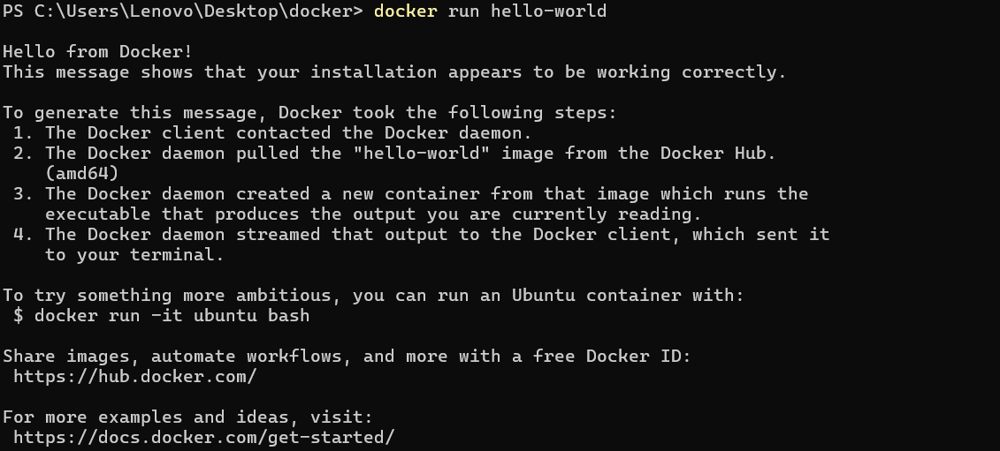 PS C:\Users\Lenovo\Desktop\docker> docker run hello-world
Hello from Docker!
This message shows that your installation appears to be working correctly.
To generate this message, Docker took the following steps:
1. The Docker client contacted the Docker daemon.
2. The Docker daemon pulled the "hello-world" image from the Docker Hub.
(amd64)
3. The Docker daemon created a new container from that image which runs the
executable that produces the output you are currently reading.
4. The Docker daemon streamed that output to the Docker client, which sent it
to your terminal.
To try something more ambitious, you can run an Ubuntu container with:
$ docker run -it ubuntu bash
Share images, automate workflows, and more with a free Docker ID:
https://hub.docker.com/
For more examples and ideas, visit:
https://docs.docker.com/get-started/